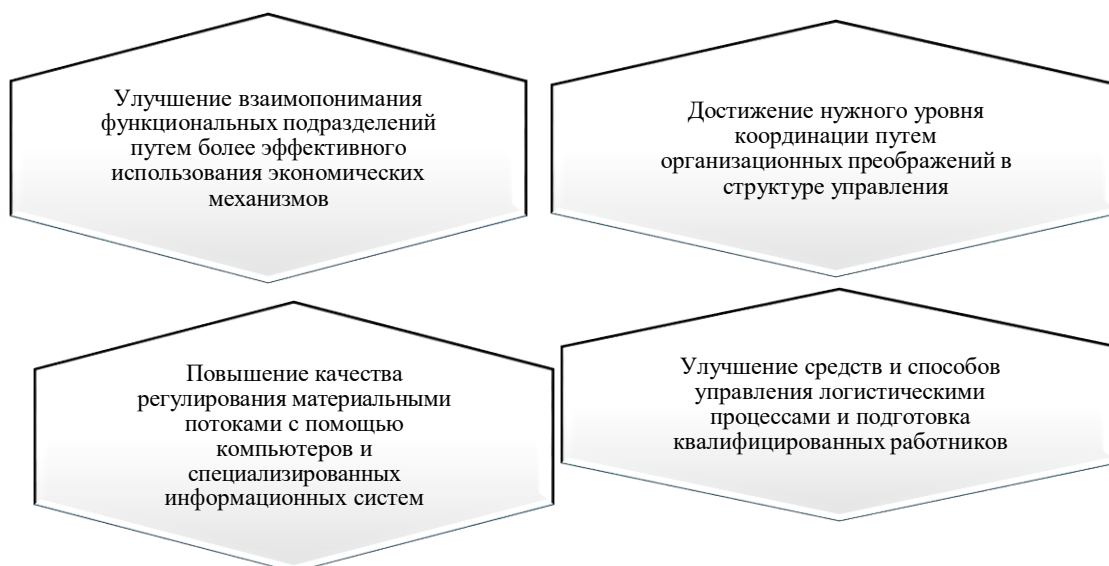 Улучшение взаимопонимания
функциональных подразделений
путем более эффективного
использования экономических
механизмов
Достижение нужного уровня
координации путем
организационных преображений в
структуре управления
Повышение качества
регулирования материальными
потоками с помощью
компьютеров и
специализированных
информационных систем
Улучшение средств и способов
управления логистическими
процессами и подготовка
квалифицированных работников